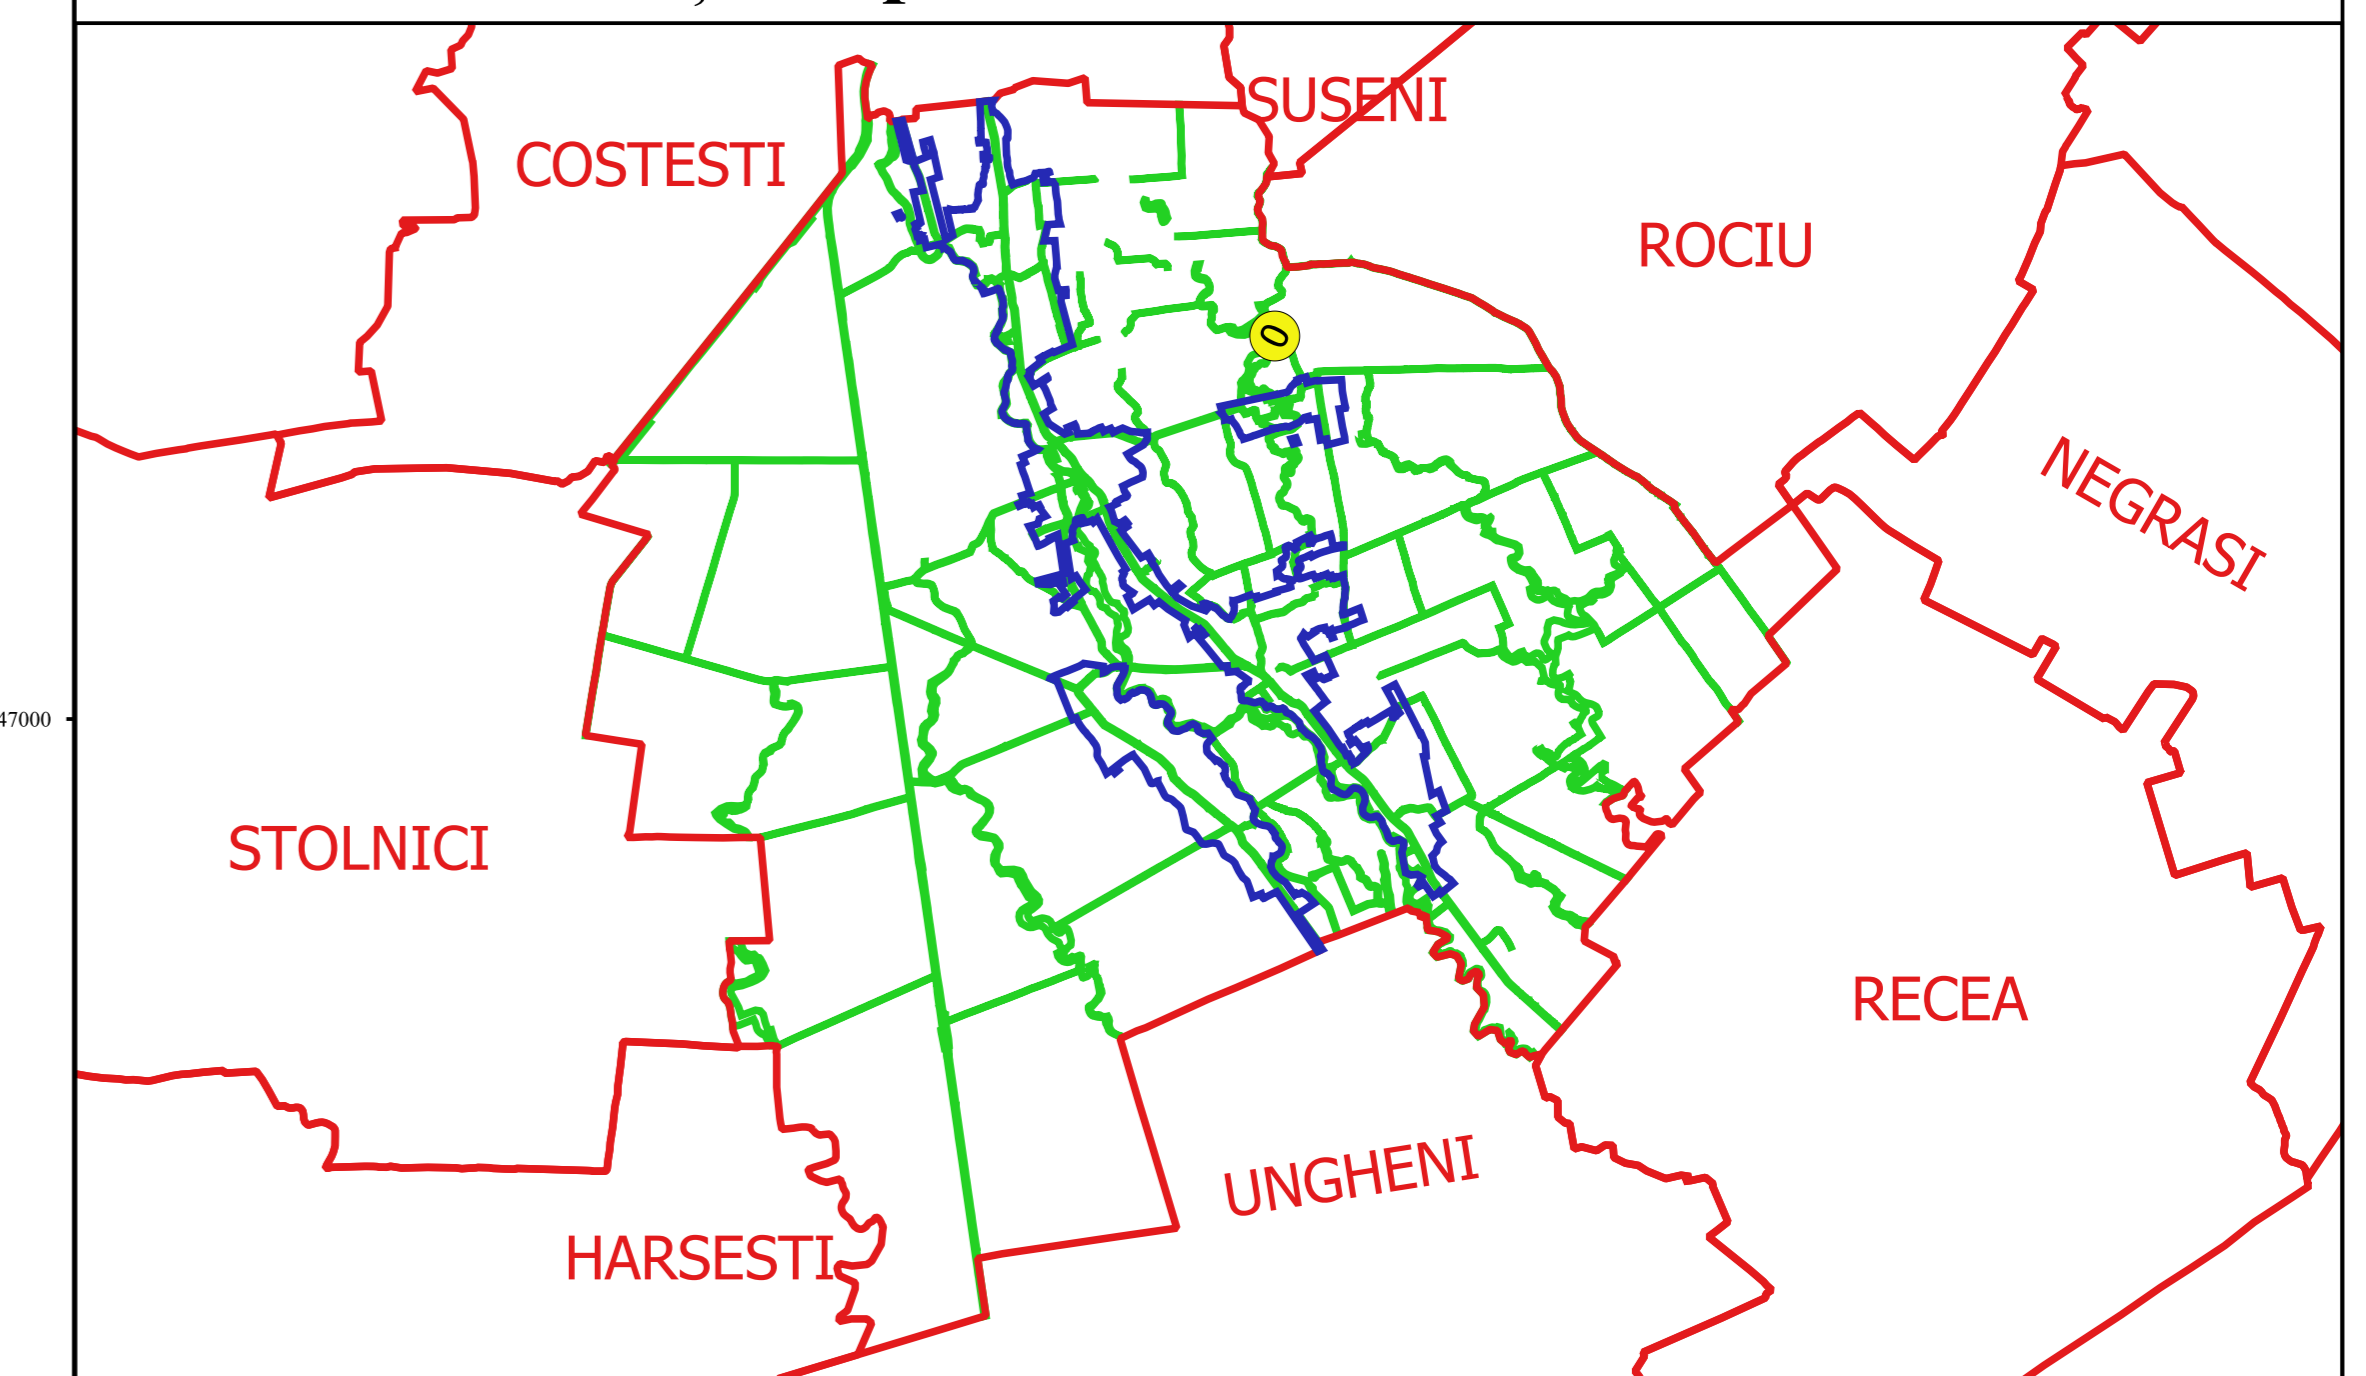 SUSENI
COSTESTI
ROCIU
0
NEGRASI
47000
STOLNICI
RECEA
UNGHENI
HARSESTI